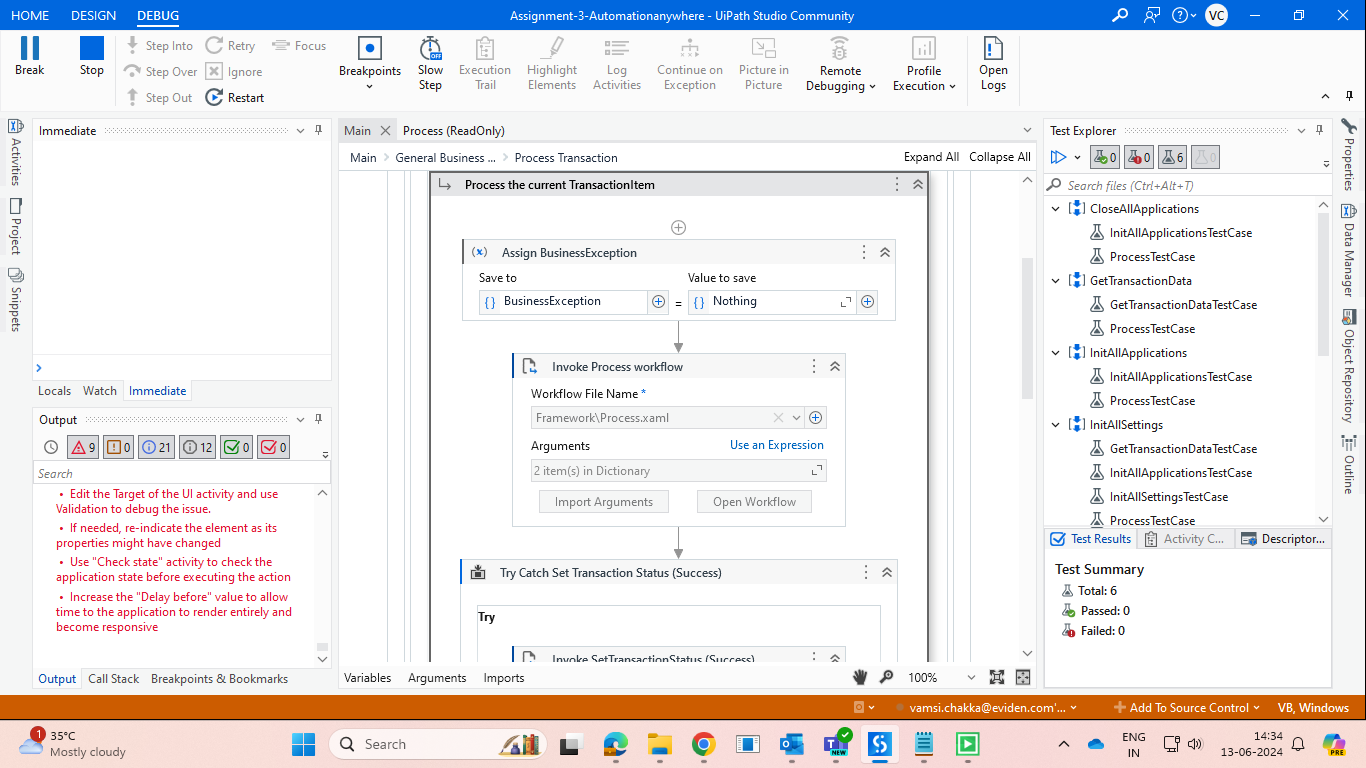 HOME DESIGN DEBUG
Assignment-3-Automationanywhere - UiPath Studio Community
VC
Break
Stop
Step Into
Step Over
Step Out
Retry
Ignore
Restart
Focus
Breakpoints
Slow
Step
Execution
Trail
Highlight
Elements
Log
Activities
Continue on
Exception
Picture in
Picture
Remote
Debugging
Profile
Execution
Open
Logs
Activities
Project
Snippets
Immediate
Locals Watch Immediate
Output
9
0
21
12
0
0
Search
• Edit the Target of the UI activity and use
Validation to debug the issue.
• If needed, re-indicate the element as its
properties might have changed
• Use "Check state" activity to check the
application state before executing the action
• Increase the "Delay before" value to allow
time to the application to render entirely and
become responsive
Output Call Stack Breakpoints & Bookmarks
Main Process (ReadOnly)
Main > General Business ... > Process Transaction
Expand All Collapse All
Process the current TransactionItem
Assign BusinessException
Save to Value to save
BusinessException = Nothing
Invoke Process workflow
Workflow File Name *
Framework\Process.xaml
Arguments Use an Expression
2 item(s) in Dictionary
Import Arguments Open Workflow
Try Catch Set Transaction Status (Success)
Try
Invoke SetTransactionStatus (Success)
Variables Arguments Imports
100%
Test Explorer
0
0
6
0
Search files (Ctrl+Alt+T)
CloseAllApplications
InitAllApplicationsTestCase
ProcessTestCase
GetTransactionData
GetTransactionDataTestCase
ProcessTestCase
InitAllApplications
InitAllApplicationsTestCase
ProcessTestCase
InitAllSettings
GetTransactionDataTestCase
InitAllApplicationsTestCase
InitAllSettingsTestCase
ProcessTestCase
Test Results Activity C... Descriptor...
Test Summary
Total: 6
Passed: 0
Failed: 0
Properties
Data Manager
Object Repository
Outline
vamsi.chakka@eviden.com'...
Add To Source Control
VB, Windows
1
35°C
Mostly cloudy
Search
NEW
ENG
IN
14:34
13-06-2024
PRE